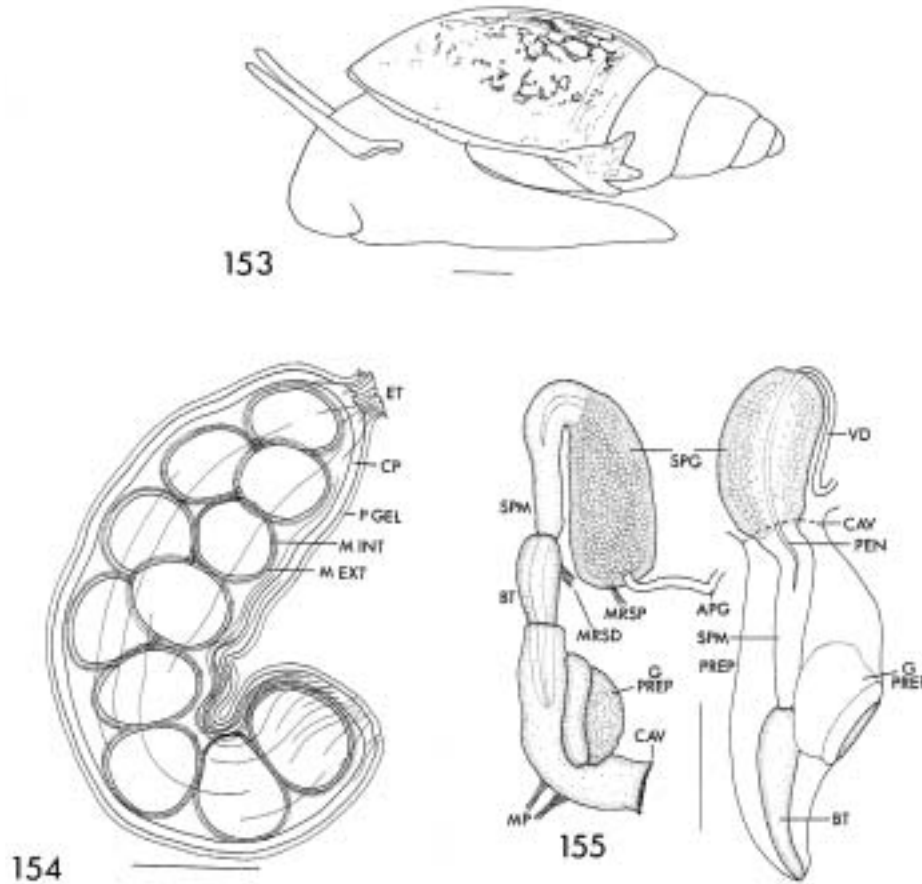 153
ET
CP
P GEL
M INT
M EXT
154
SPG
VD
SPM
CAV
PEN
BT
MRSP
MRSD
APG
SPM
PREP
G
PREP
G
PREP
CAV
MP
BT
155